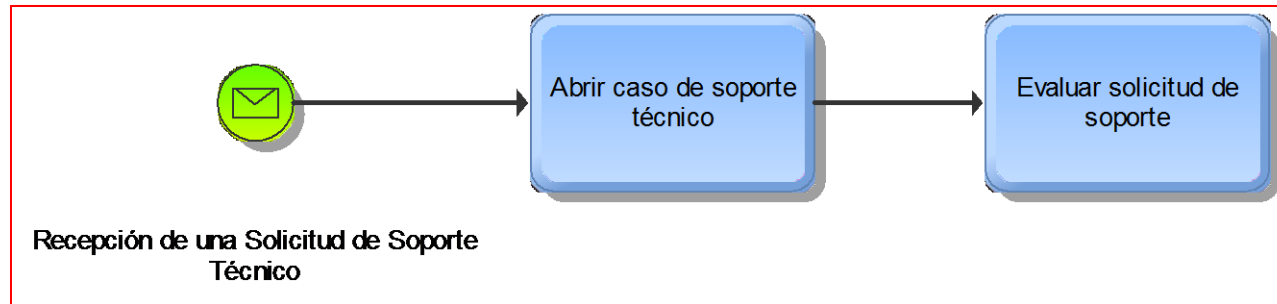 Abrir caso de soporte
técnico
Evaluar solicitud de
soporte
Recepción de una Solicitud de Soporte
Técnico